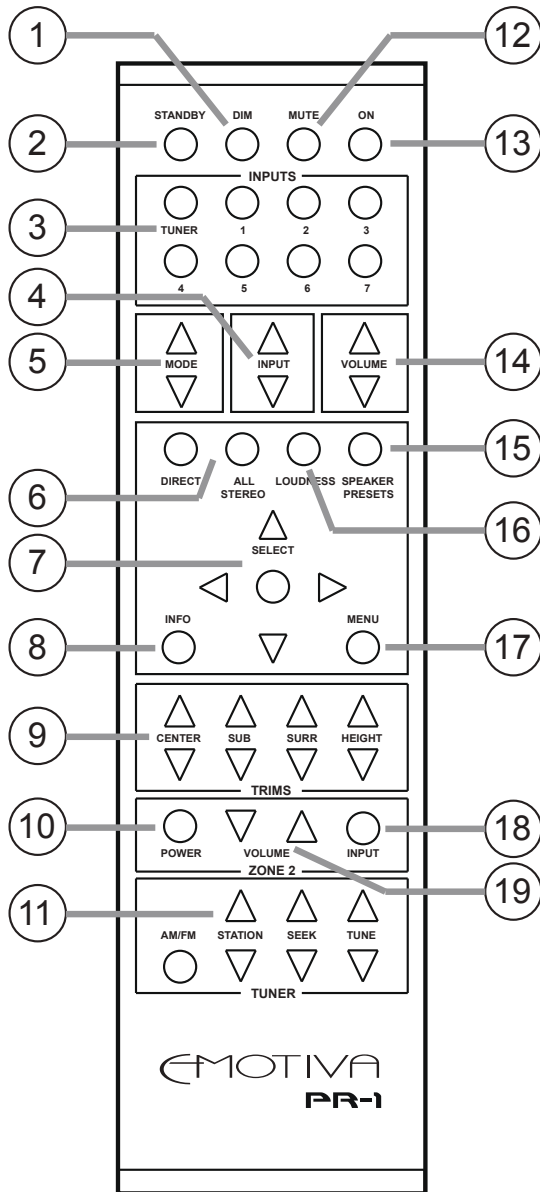 1 12
STANDBY DIM MUTE ON
2 13
INPUTS
3 TUNER 1 2 3
4 4 5 6 7
5 MODE INPUT VOLUME 14
15
DIRECT ALL STEREO LOUDNESS SPEAKER PRESETS
6 16
SELECT
7
INFO MENU
8 17
9 CENTER SUB SURR HEIGHT
TRIMS
10 18
POWER VOLUME INPUT
ZONE 2
19
11 AM/FM STATION SEEK TUNE
TUNER
EMOTIVA
PR-1